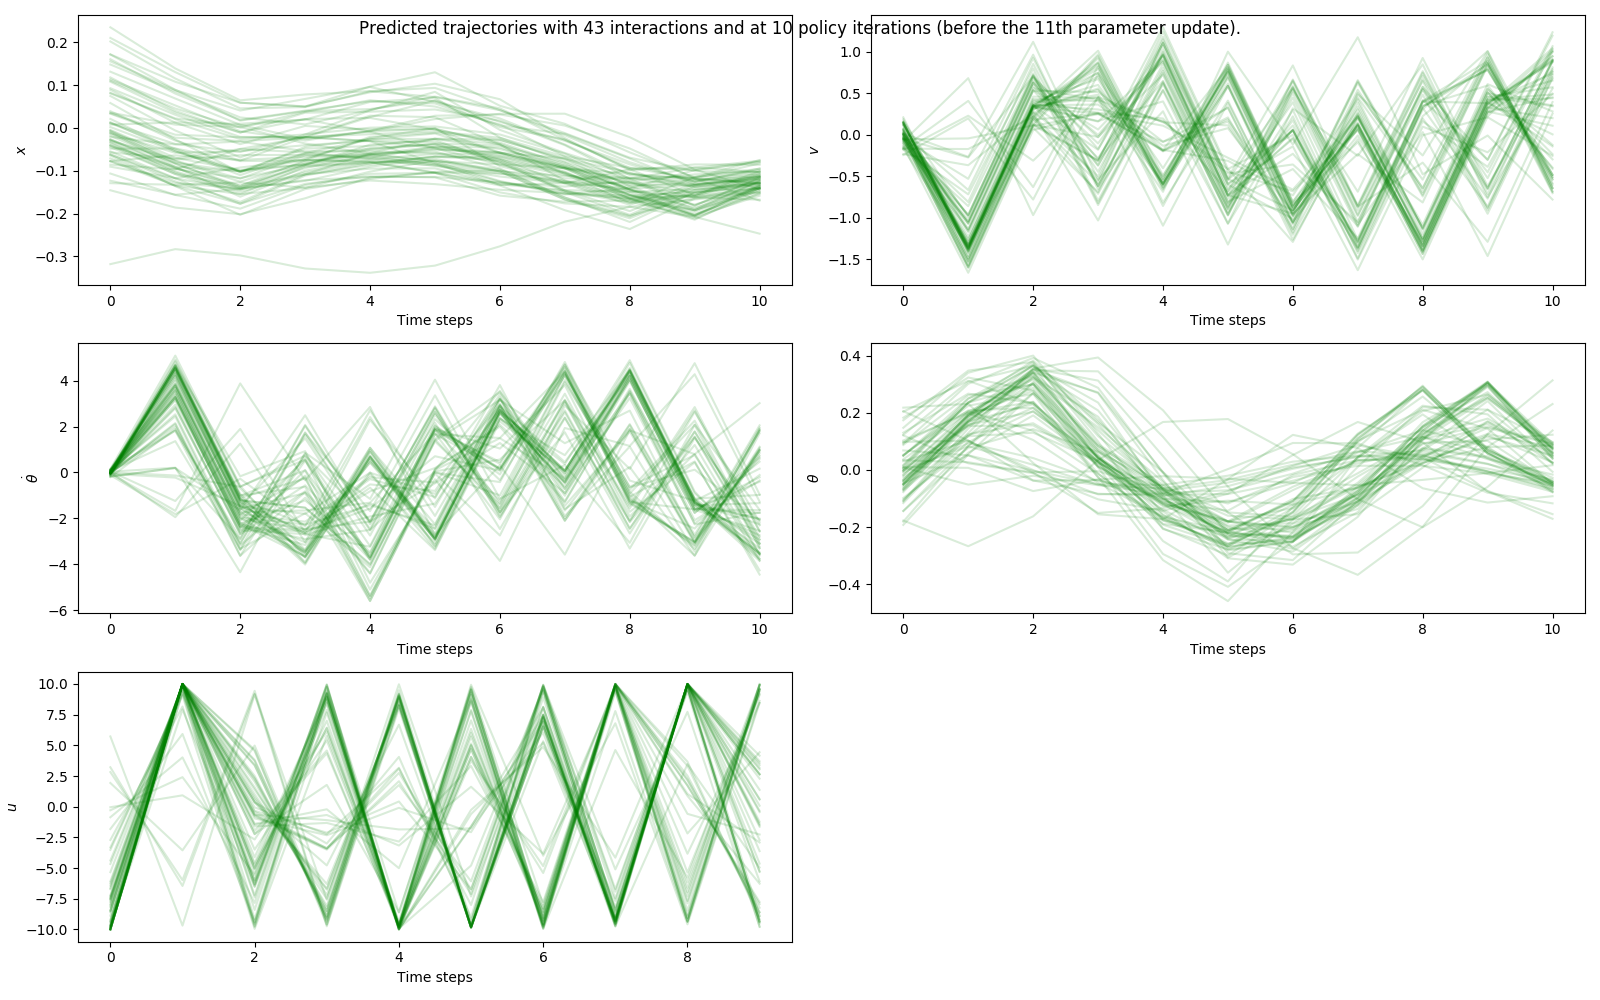 Predicted trajectories with 43 interactions and at 10 policy iterations (before the 11th parameter update).
0.2
0.1
0.0
−0.1
−0.2
−0.3
x
0 2 4 6 8 10
Time steps
1.0
0.5
0.0
−0.5
−1.0
−1.5
v
0 2 4 6 8 10
Time steps
4
2
0
−2
−4
−6
θ̇
0 2 4 6 8 10
Time steps
0.4
0.2
0.0
−0.2
−0.4
θ
0 2 4 6 8 10
Time steps
10.0
7.5
5.0
2.5
0.0
−2.5
−5.0
−7.5
−10.0
u
0 2 4 6 8
Time steps